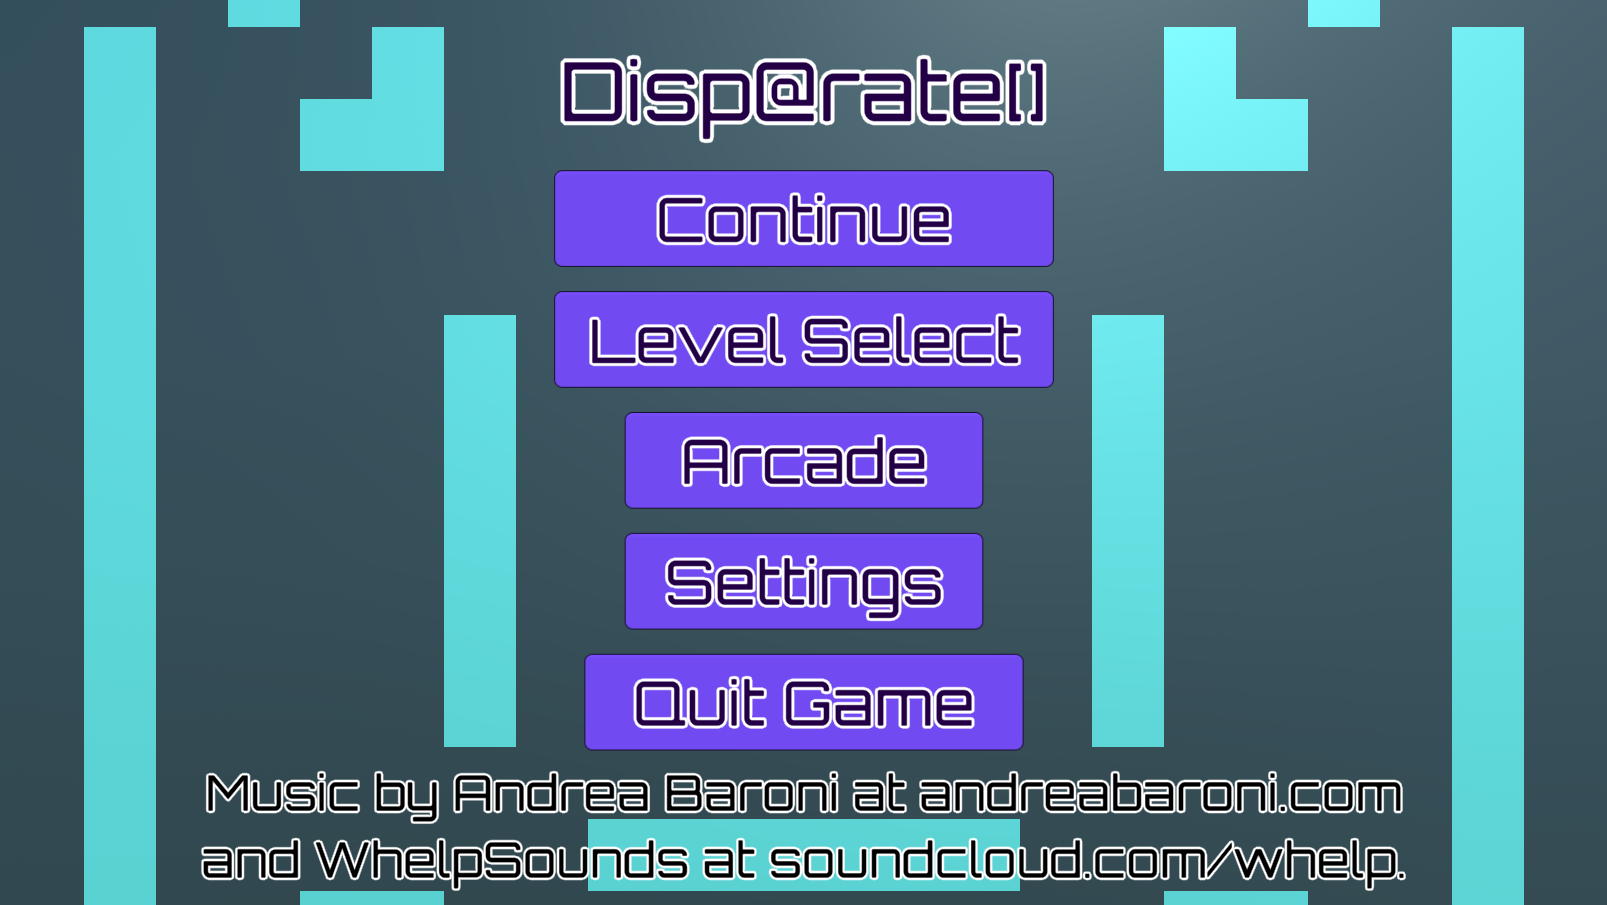 Disp@rate[]
Continue
Level Select
Arcade
Settings
Quit Game
Music by Andrea Baroni at andreabaroni.com
and WhelpSounds at soundcloud.com/whelp.